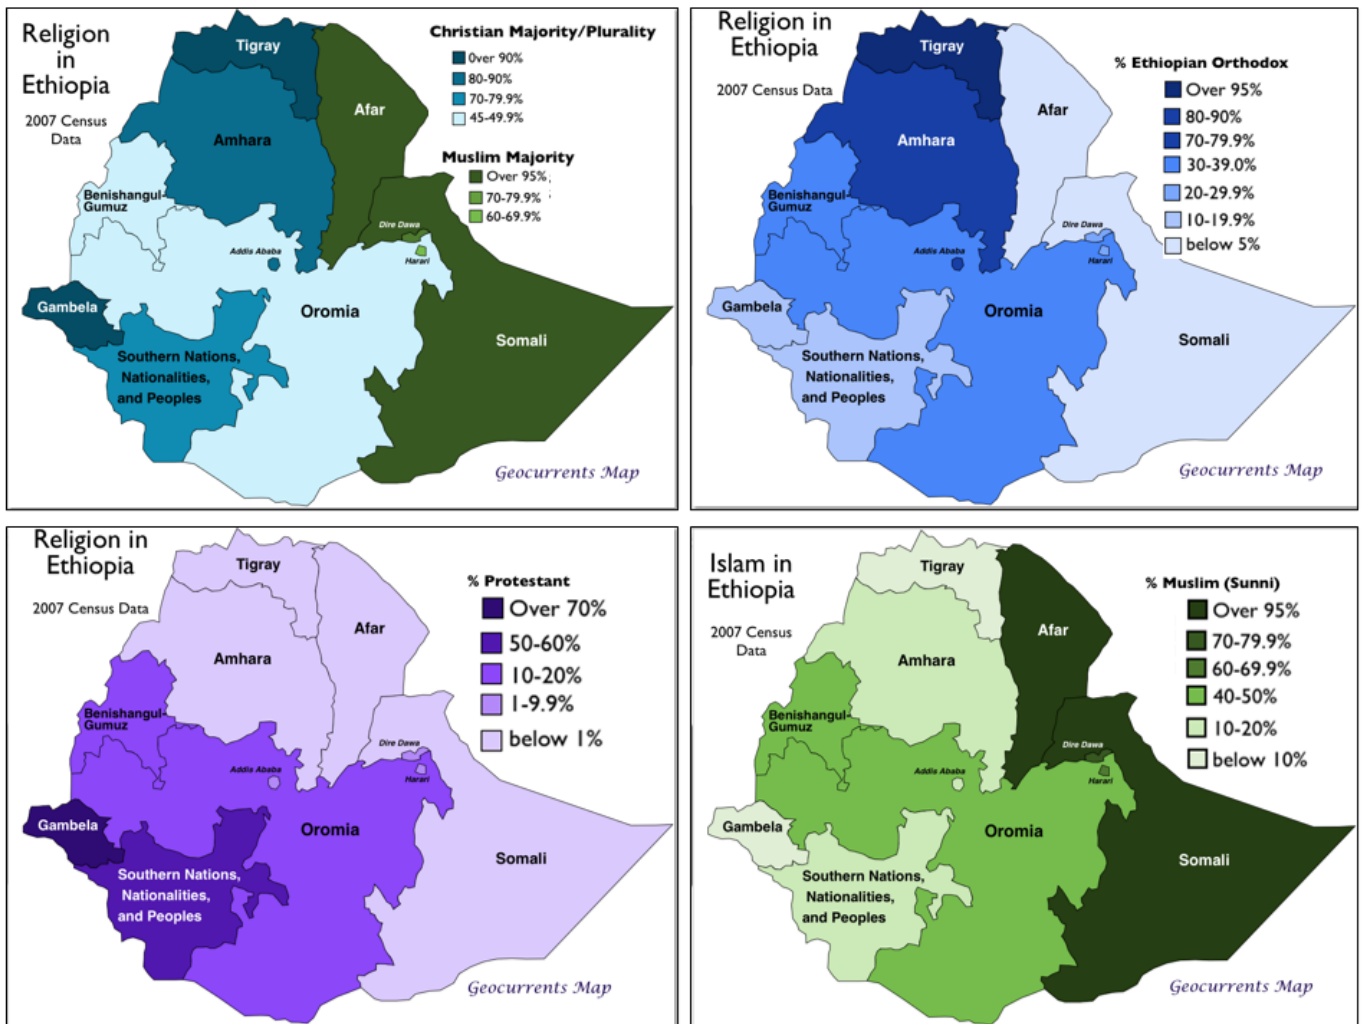 Religion
in
Ethiopia
2007 Census
Data
Christian Majority/Plurality
Over 90%
80-90%
70-79.9%
45-49.9%
Muslim Majority
Over 95%
70-79.9%
60-69.9%
Tigray
Afar
Amhara
Benishangul-
Gumuz
Dire Dawa
Addis Ababa
Harari
Gambela
Oromia
Somali
Southern Nations,
Nationalities,
and Peoples
Geocurrents Map
Religion in
Ethiopia
2007 Census Data
% Ethiopian Orthodox
Over 95%
80-90%
70-79.9%
30-39.0%
20-29.9%
10-19.9%
below 5%
Tigray
Afar
Amhara
Benishangul-
Gumuz
Dire Dawa
Addis Ababa
Harari
Gambela
Oromia
Somali
Southern Nations,
Nationalities,
and Peoples
Geocurrents Map
Religion in
Ethiopia
2007 Census Data
% Protestant
Over 70%
50-60%
10-20%
1-9.9%
below 1%
Tigray
Afar
Amhara
Benishangul-
Gumuz
Dire Dawa
Addis Ababa
Harari
Gambela
Oromia
Somali
Southern Nations,
Nationalities,
and Peoples
Geocurrents Map
Islam in
Ethiopia
2007 Census
Data
% Muslim (Sunni)
Over 95%
70-79.9%
60-69.9%
40-50%
10-20%
below 10%
Tigray
Afar
Amhara
Benishangul-
Gumuz
Dire Dawa
Addis Ababa
Harari
Gambela
Oromia
Somali
Southern Nations,
Nationalities,
and Peoples
Geocurrents Map